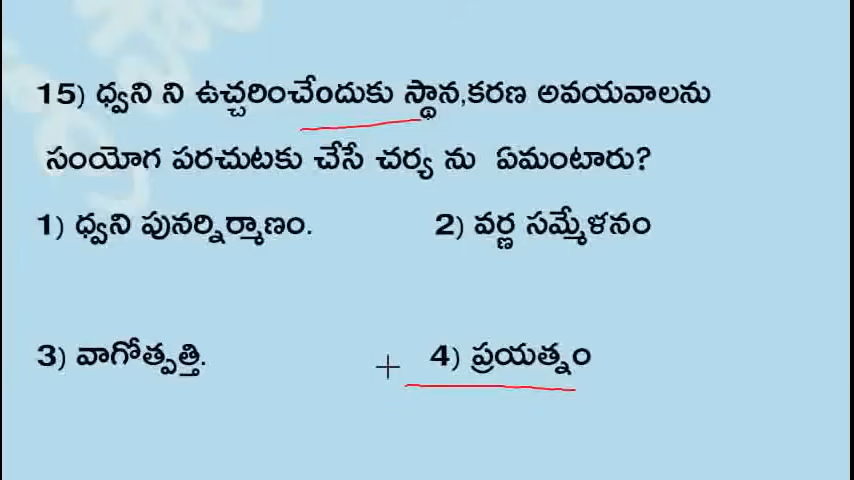 15) ధ్వని ని ఉచ్చరించేందుకు స్థాన,కరణ అవయవాలను
సంయోగ పరచుటకు చేసే చర్య ను ఏమంటారు?
1) ధ్వని పునర్నిర్మాణం. 2) వర్ణ సమ్మేళనం
3) వాగోత్పత్తి. 4) ప్రయత్నం